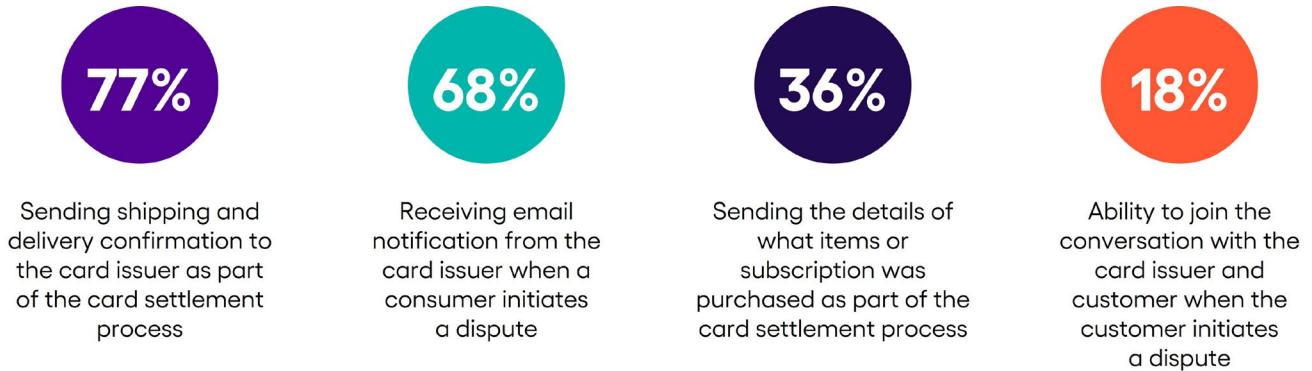 77%
Sending shipping and
delivery confirmation to
the card issuer as part
of the card settlement
process
68%
Receiving email
notification from the
card issuer when a
consumer initiates
a dispute
36%
Sending the details of
what items or
subscription was
purchased as part of the
card settlement process
18%
Ability to join the
conversation with the
card issuer and
customer when the
customer initiates
a dispute